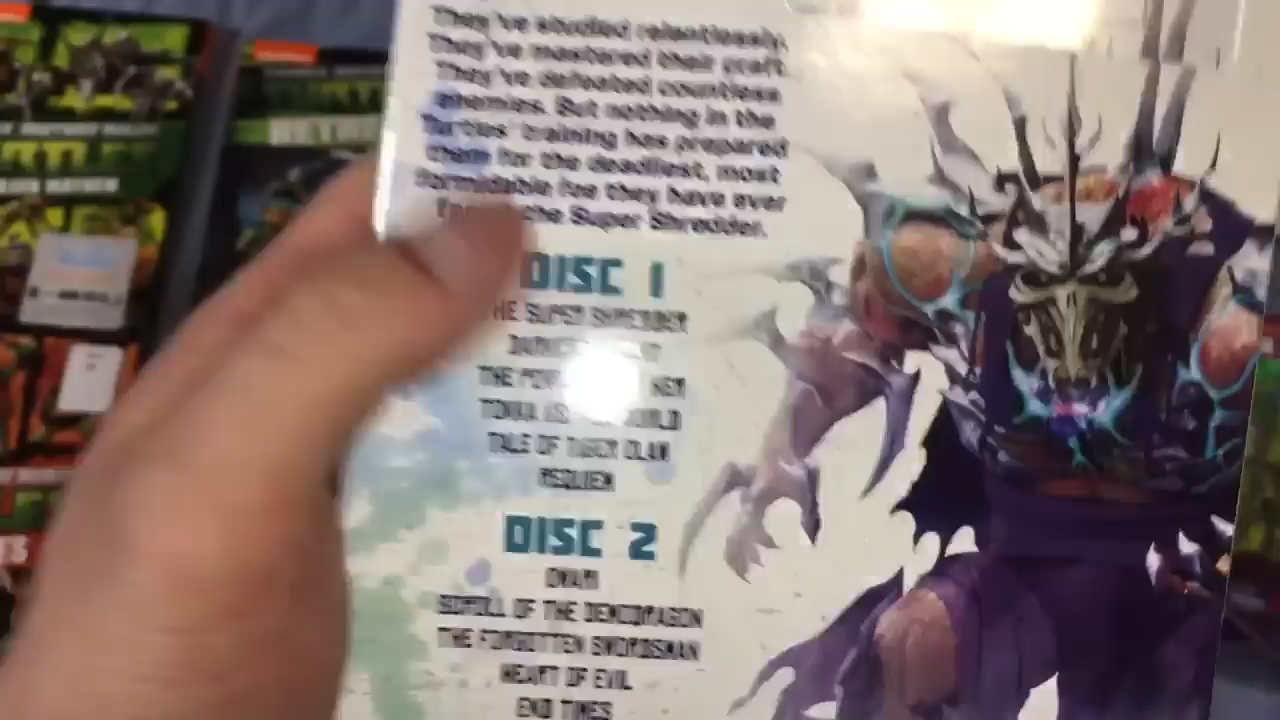 They've studied relentlessly.
They've mastered their craft.
They've defeated countless
enemies. But nothing in the
Turtles' training has prepared
them for the deadliest, most
formidable foe they have ever
the Super Shredder.
DISC 1
THE SUPER SHREDDER
THE
TALE OF TIGER CLAW
REQUIEM
DISC 2
OWARI
SCROLL OF THE DEMODRAGON
THE FORGOTTEN SWORDSMAN
HEART OF EVIL
END TIMES